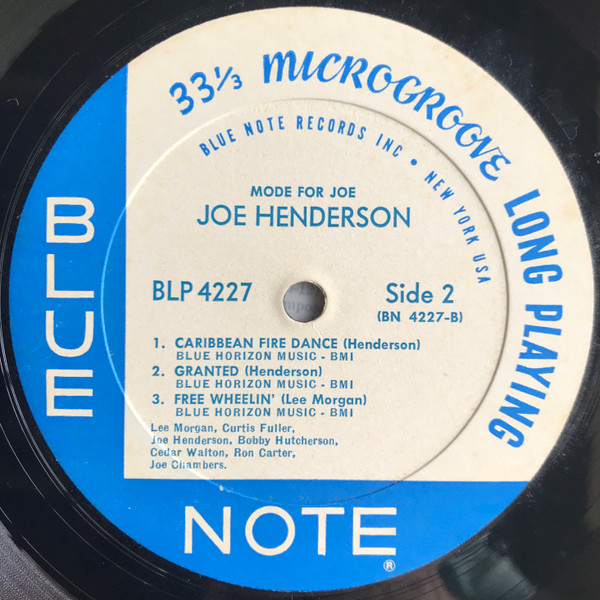 33⅓ MICROGROOVE LONG PLAYING
BLUE NOTE RECORDS INC • NEW YORK USA
MODE FOR JOE
JOE HENDERSON
BLP 4227
Side 2
(BN 4227-B)
1. CARIBBEAN FIRE DANCE (Henderson)
BLUE HORIZON MUSIC - BMI
2. GRANTED (Henderson)
BLUE HORIZON MUSIC - BMI
3. FREE WHEELIN' (Lee Morgan)
BLUE HORIZON MUSIC - BMI
Lee Morgan, Curtis Fuller,
Joe Henderson, Bobby Hutcherson,
Cedar Walton, Ron Carter,
Joe Chambers.
BLUE
NOTE®